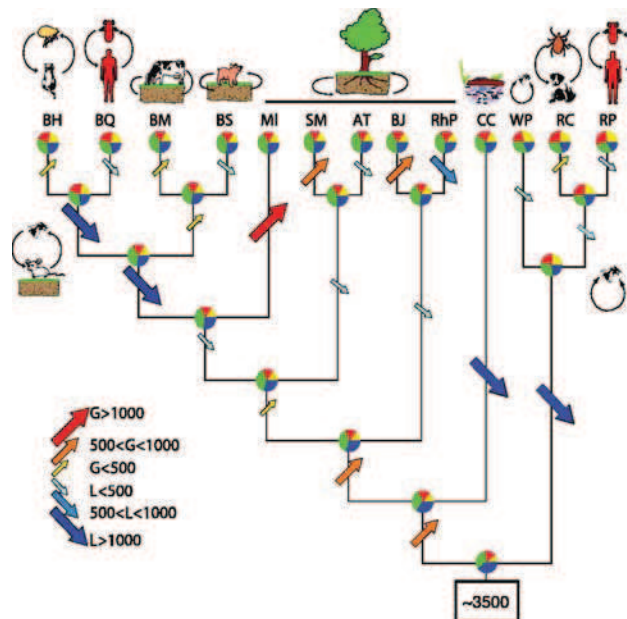 BH BQ BM BS MI SM AT BJ RhP CC WP RC RP
G>1000
500<G<1000
G<500
L<500
500<L<1000
L>1000
~3500